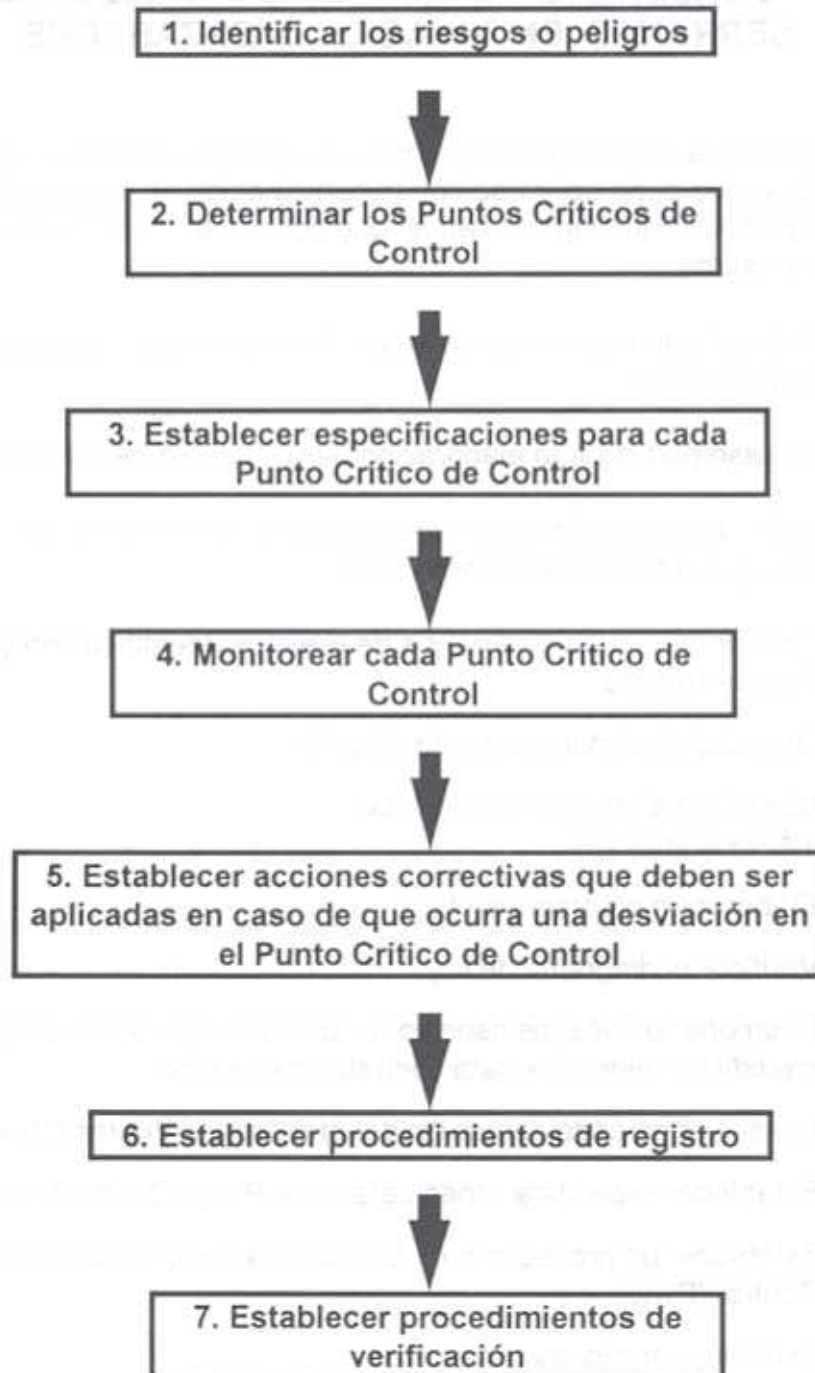 1. Identificar los riesgos o peligros
2. Determinar los Puntos Críticos de
Control
3. Establecer especificaciones para cada
Punto Crítico de Control
4. Monitorear cada Punto Crítico de
Control
5. Establecer acciones correctivas que deben ser
aplicadas en caso de que ocurra una desviación en
el Punto Crítico de Control
6. Establecer procedimientos de registro
7. Establecer procedimientos de
verificación